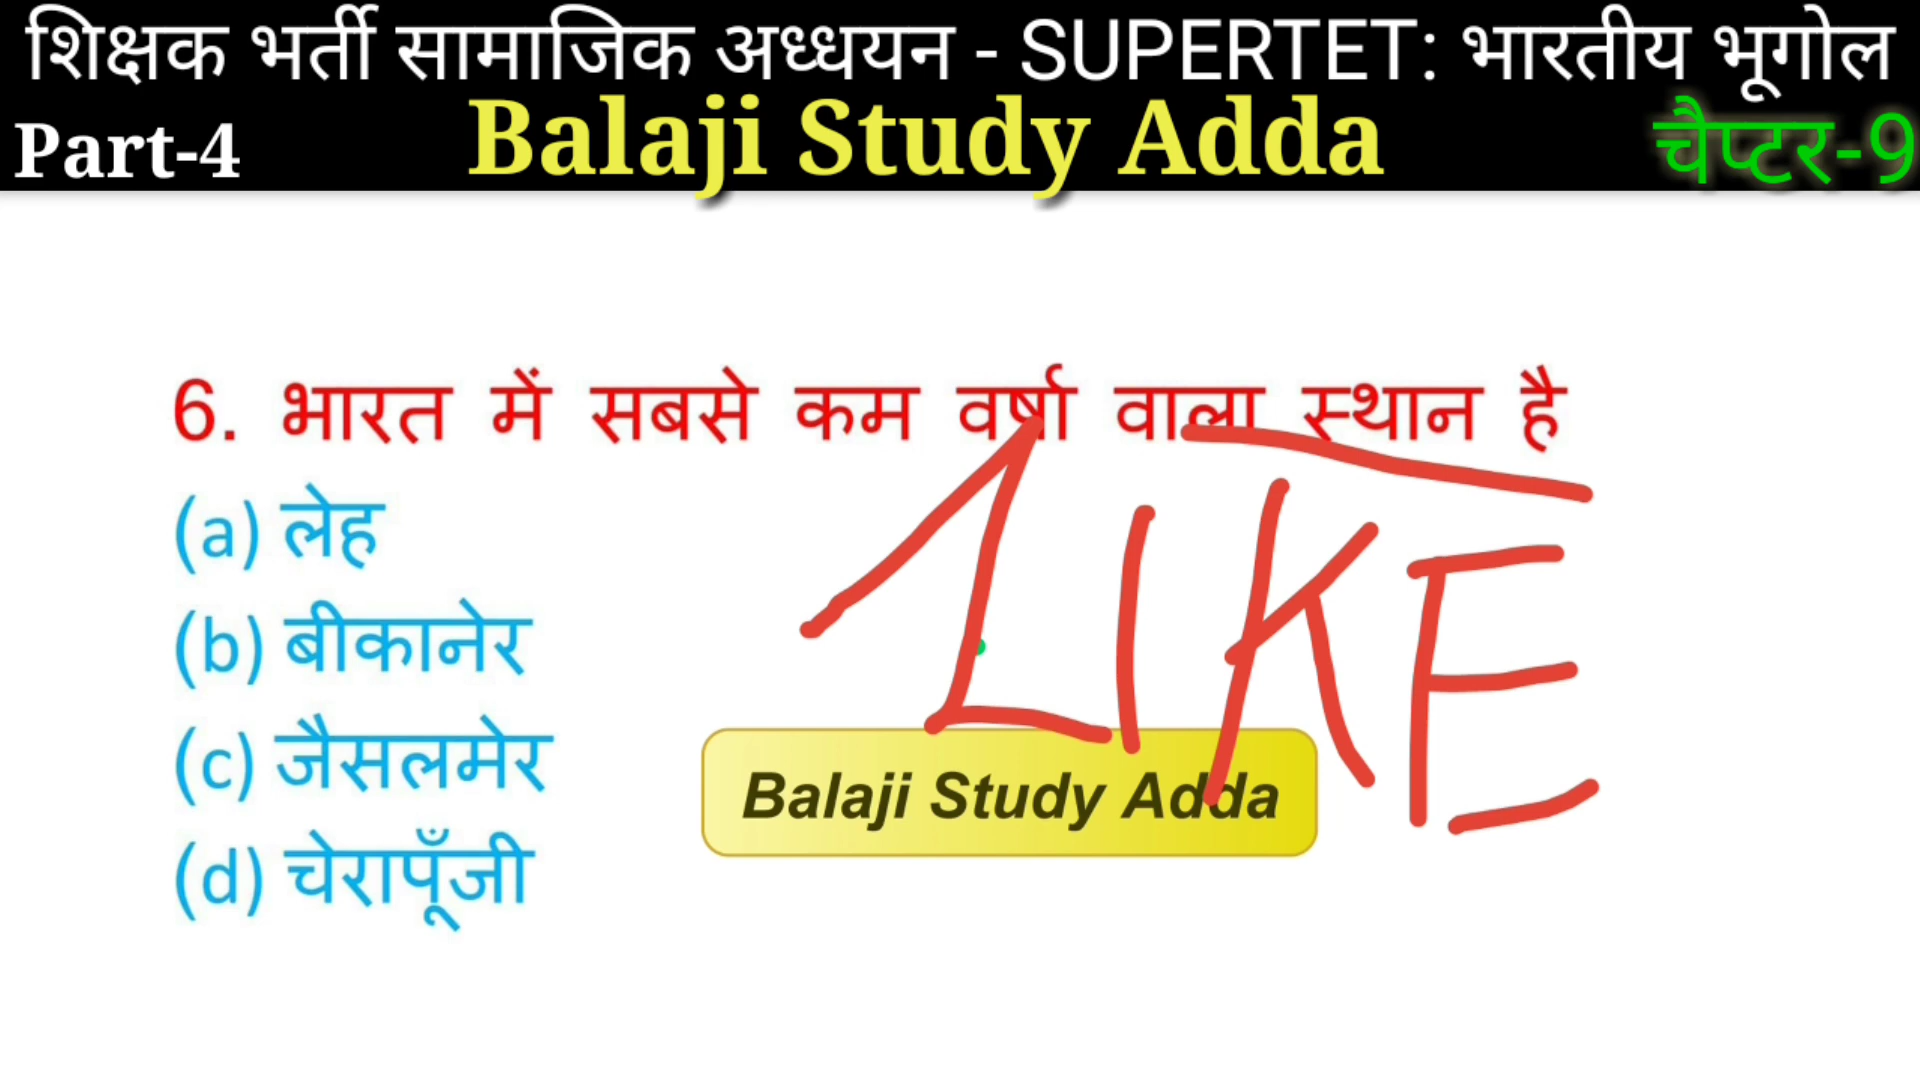 शिक्षक भर्ती सामाजिक अध्धयन - SUPERTET: भारतीय भूगोल
Part-4 Balaji Study Adda चैप्टर-9
6. भारत में सबसे कम वर्षा वाला स्थान है
(a) लेह
(b) बीकानेर
(c) जैसलमेर
(d) चेरापूँजी
LIKE
Balaji Study Adda